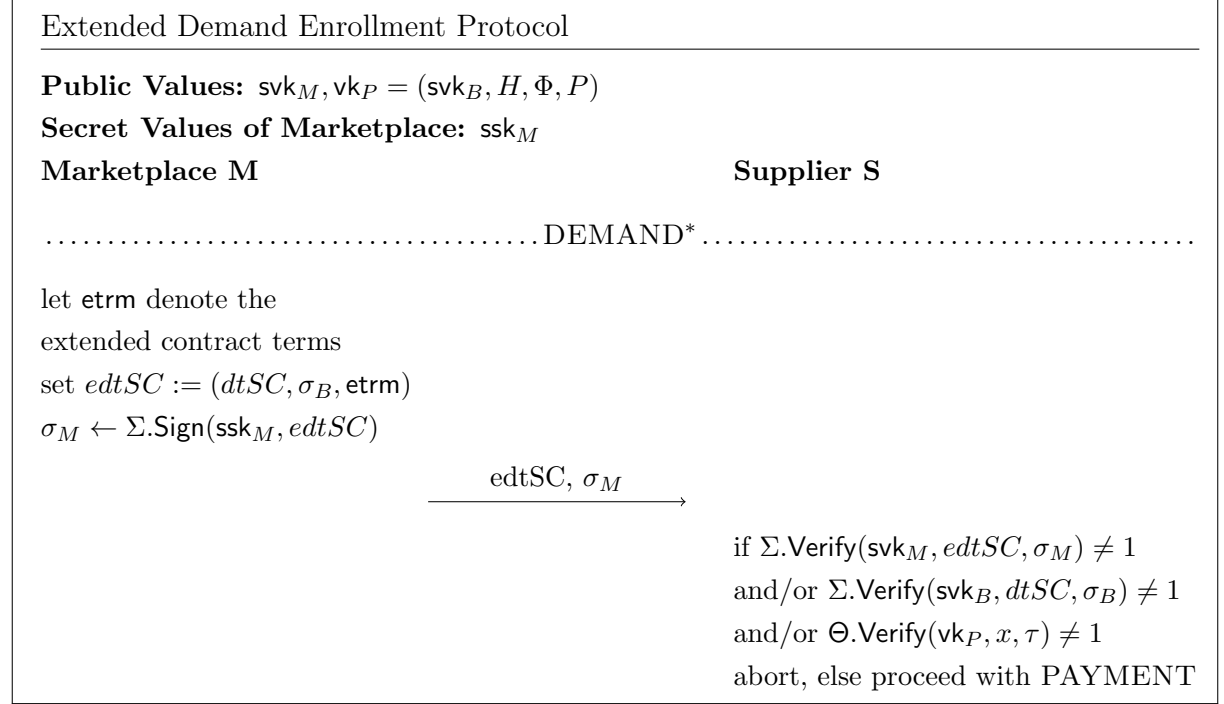 Extended Demand Enrollment Protocol
Public Values: svk_M, vk_P = (svk_B, H, Φ, P)
Secret Values of Marketplace: ssk_M
Marketplace M Supplier S
........................................DEMAND*........................................
let etrm denote the
extended contract terms
set edtSC := (dtSC, σ_B, etrm)
σ_M ← Σ.Sign(ssk_M, edtSC)
edtSC, σ_M
if Σ.Verify(svk_M, edtSC, σ_M) ≠ 1
and/or Σ.Verify(svk_B, dtSC, σ_B) ≠ 1
and/or Θ.Verify(vk_P, x, τ) ≠ 1
abort, else proceed with PAYMENT